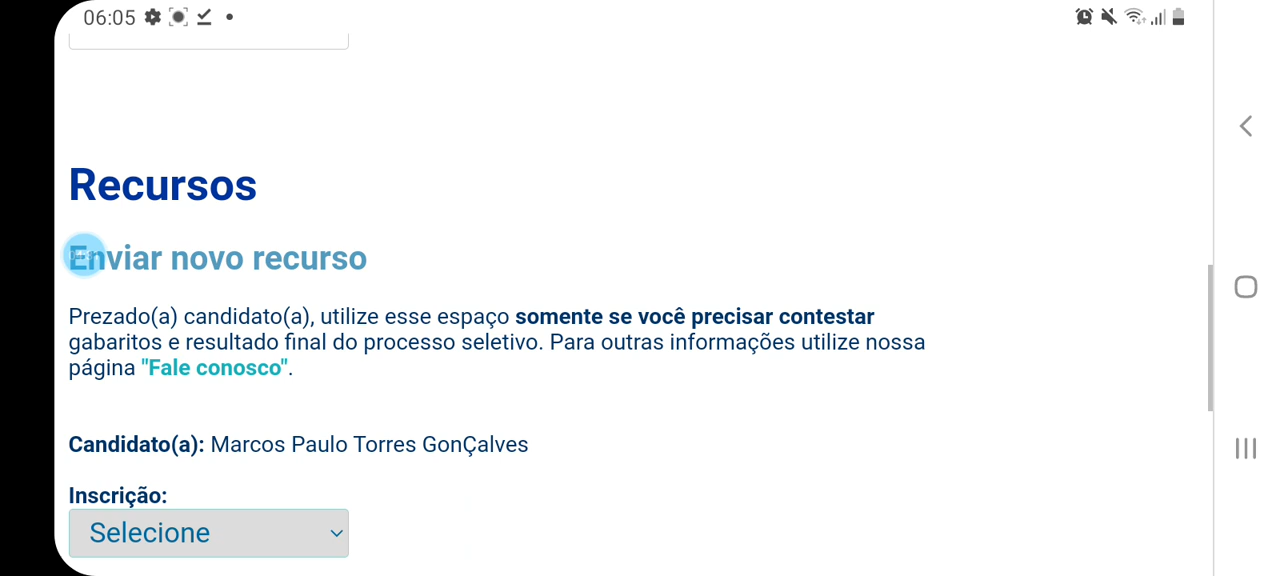 06:05
Recursos
Enviar novo recurso
Prezado(a) candidato(a), utilize esse espaço somente se você precisar contestar
gabaritos e resultado final do processo seletivo. Para outras informações utilize nossa
página "Fale conosco".
Candidato(a): Marcos Paulo Torres GonÇalves
Inscrição:
Selecione